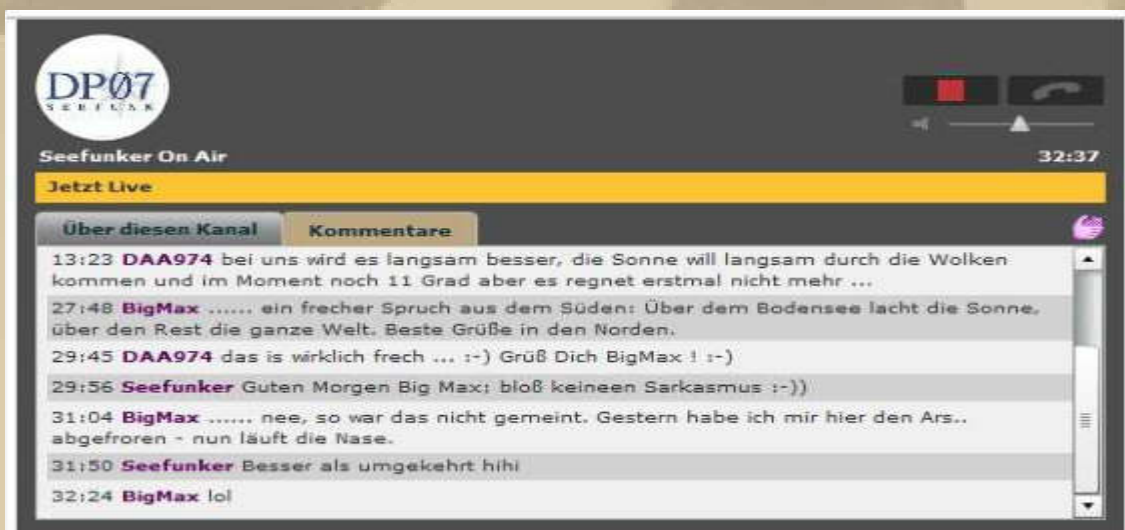 DP07
SEEFUNK
Seefunker On Air
32:37
Jetzt Live
Über diesen Kanal
Kommentare
13:23 DAA974 bei uns wird es langsam besser, die Sonne will langsam durch die Wolken
kommen und im Moment noch 11 Grad aber es regnet erstmal nicht mehr ...
27:48 BigMax ...... ein frecher Spruch aus dem Süden: Über dem Bodensee lacht die Sonne,
über den Rest die ganze Welt. Beste Grüße in den Norden.
29:45 DAA974 das is wirklich frech ... :-) Grüß Dich BigMax ! :-)
29:56 Seefunker Guten Morgen Big Max; bloß keineen Sarkasmus :-))
31:04 BigMax ...... nee, so war das nicht gemeint. Gestern habe ich mir hier den Ars..
abgefroren - nun läuft die Nase.
31:50 Seefunker Besser als umgekehrt hihi
32:24 BigMax lol